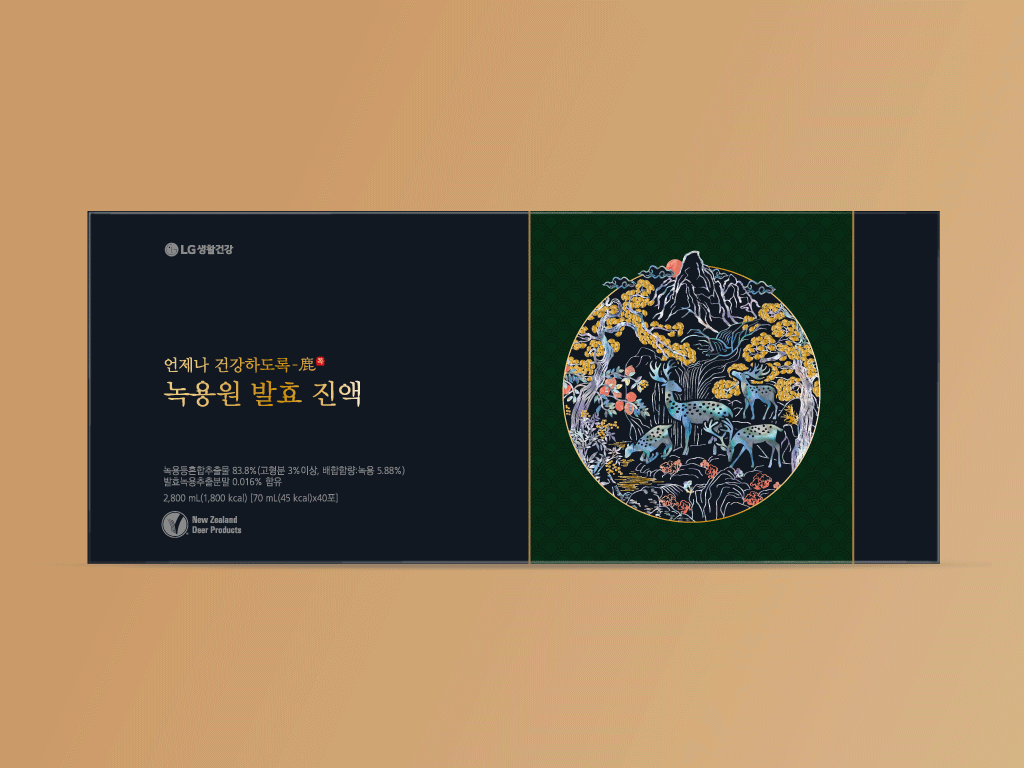 LG생활건강
언제나 건강하도록-鹿록
녹용원 발효 진액
녹용등혼합추출물 83.8%(고형분 3%이상, 배합함량:녹용 5.88%)
발효녹용추출분말 0.016% 함유
2,800 mL(1,800 kcal) [70 mL(45 kcal)x40포]
New Zealand
Deer Products